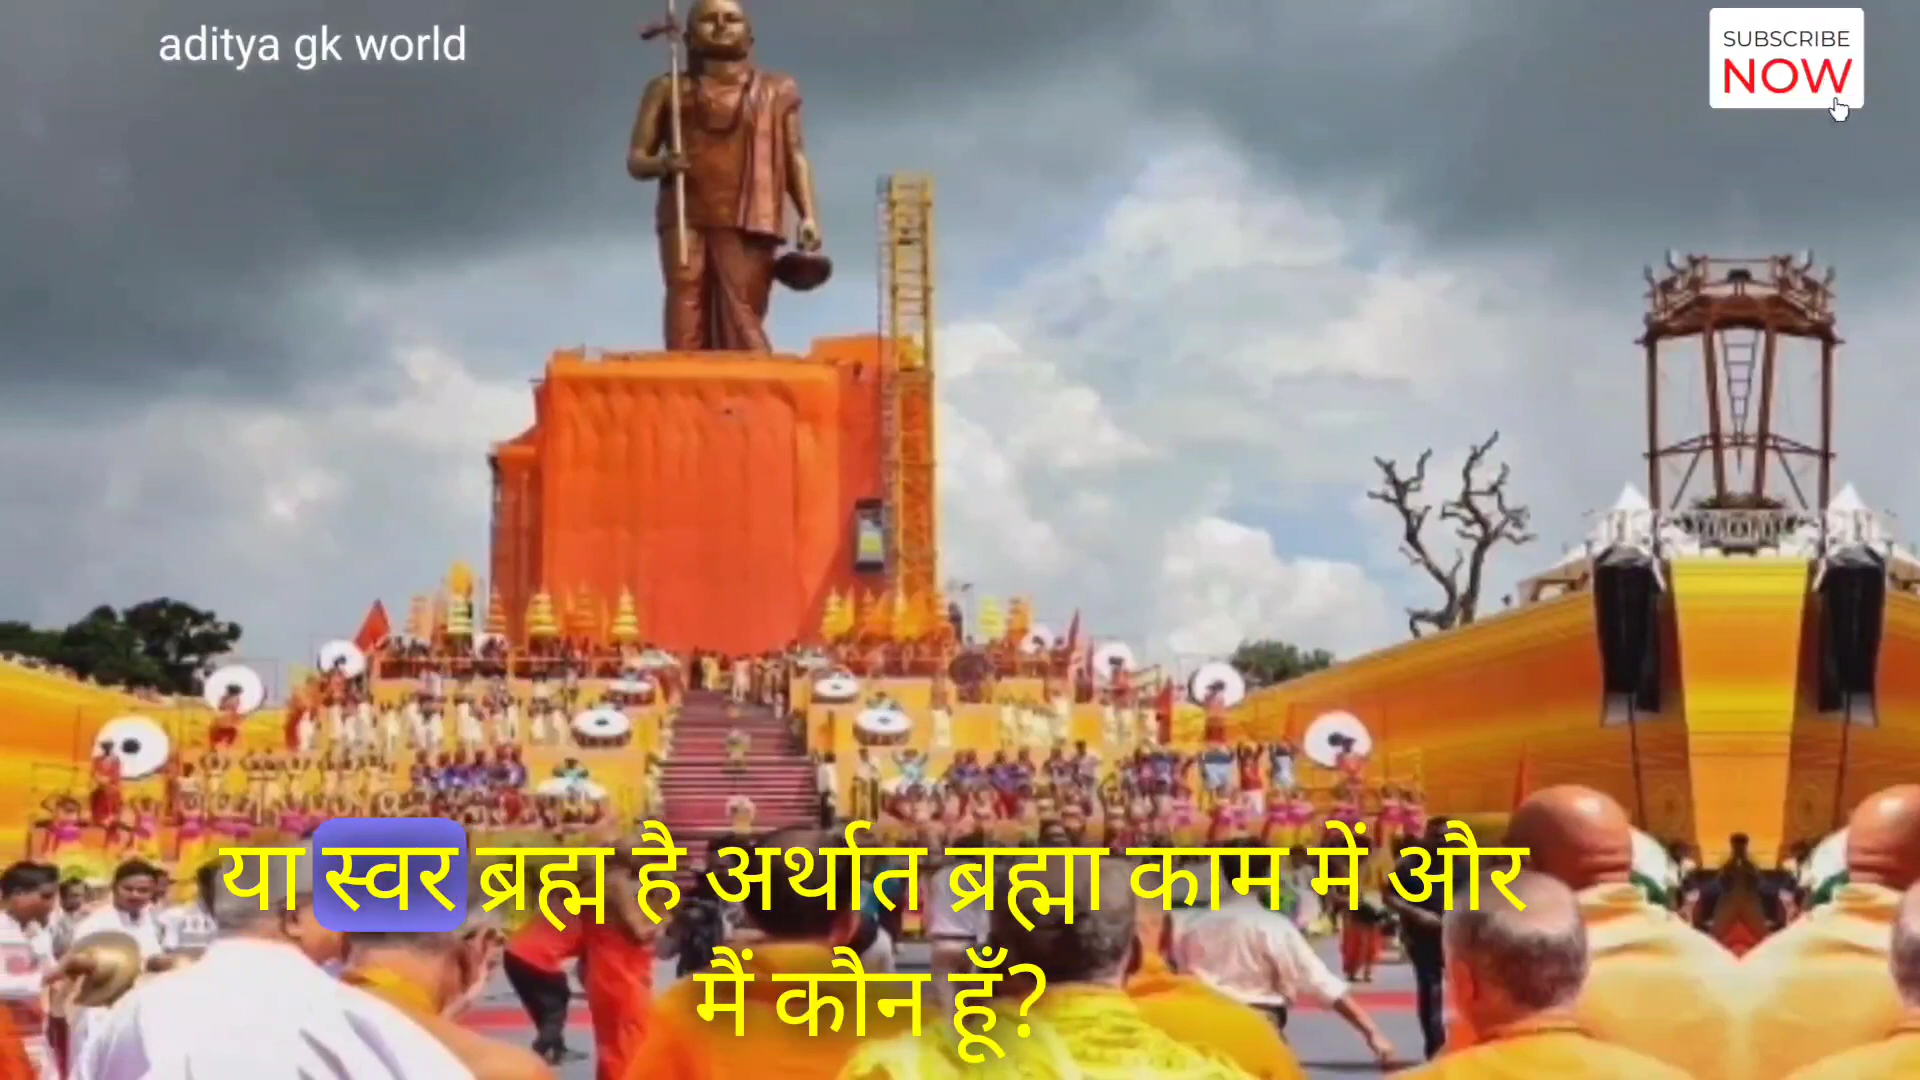 aditya gk world
SUBSCRIBE
NOW
या स्वर ब्रह्म है अर्थात ब्रह्मा काम में और
मैं कौन हूँ?